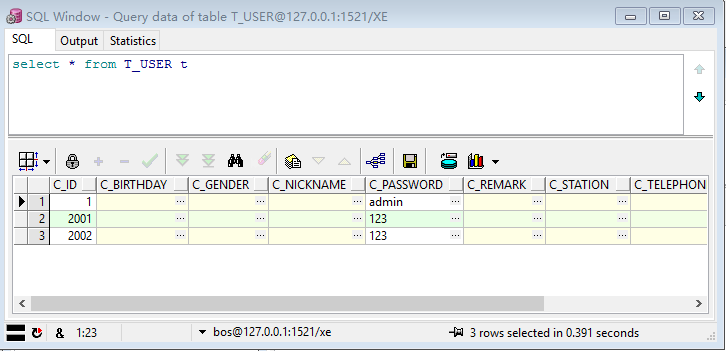 SQL Window - Query data of table T_USER@127.0.0.1:1521/XE
SQL Output Statistics
select * from T_USER t
C_ID C_BIRTHDAY C_GENDER C_NICKNAME C_PASSWORD C_REMARK C_STATION C_TELEPHON
1 1 ... ... ... admin ... ... ...
2 2001 ... ... ... 123 ... ... ...
3 2002 ... ... ... 123 ... ... ...
& 1:23 bos@127.0.0.1:1521/xe 3 rows selected in 0.391 seconds